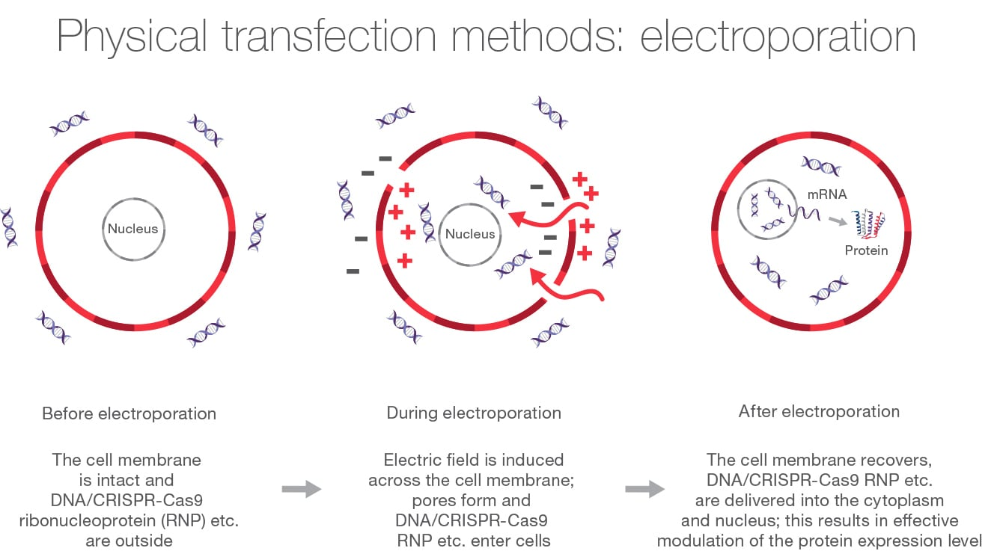 Physical transfection methods: electroporation
Nucleus
Nucleus
mRNA
Protein
Before electroporation
The cell membrane
is intact and
DNA/CRISPR-Cas9
ribonucleoprotein (RNP) etc.
are outside
During electroporation
Electric field is induced
across the cell membrane;
pores form and
DNA/CRISPR-Cas9
RNP etc. enter cells
After electroporation
The cell membrane recovers,
DNA/CRISPR-Cas9 RNP etc.
are delivered into the cytoplasm
and nucleus; this results in effective
modulation of the protein expression level